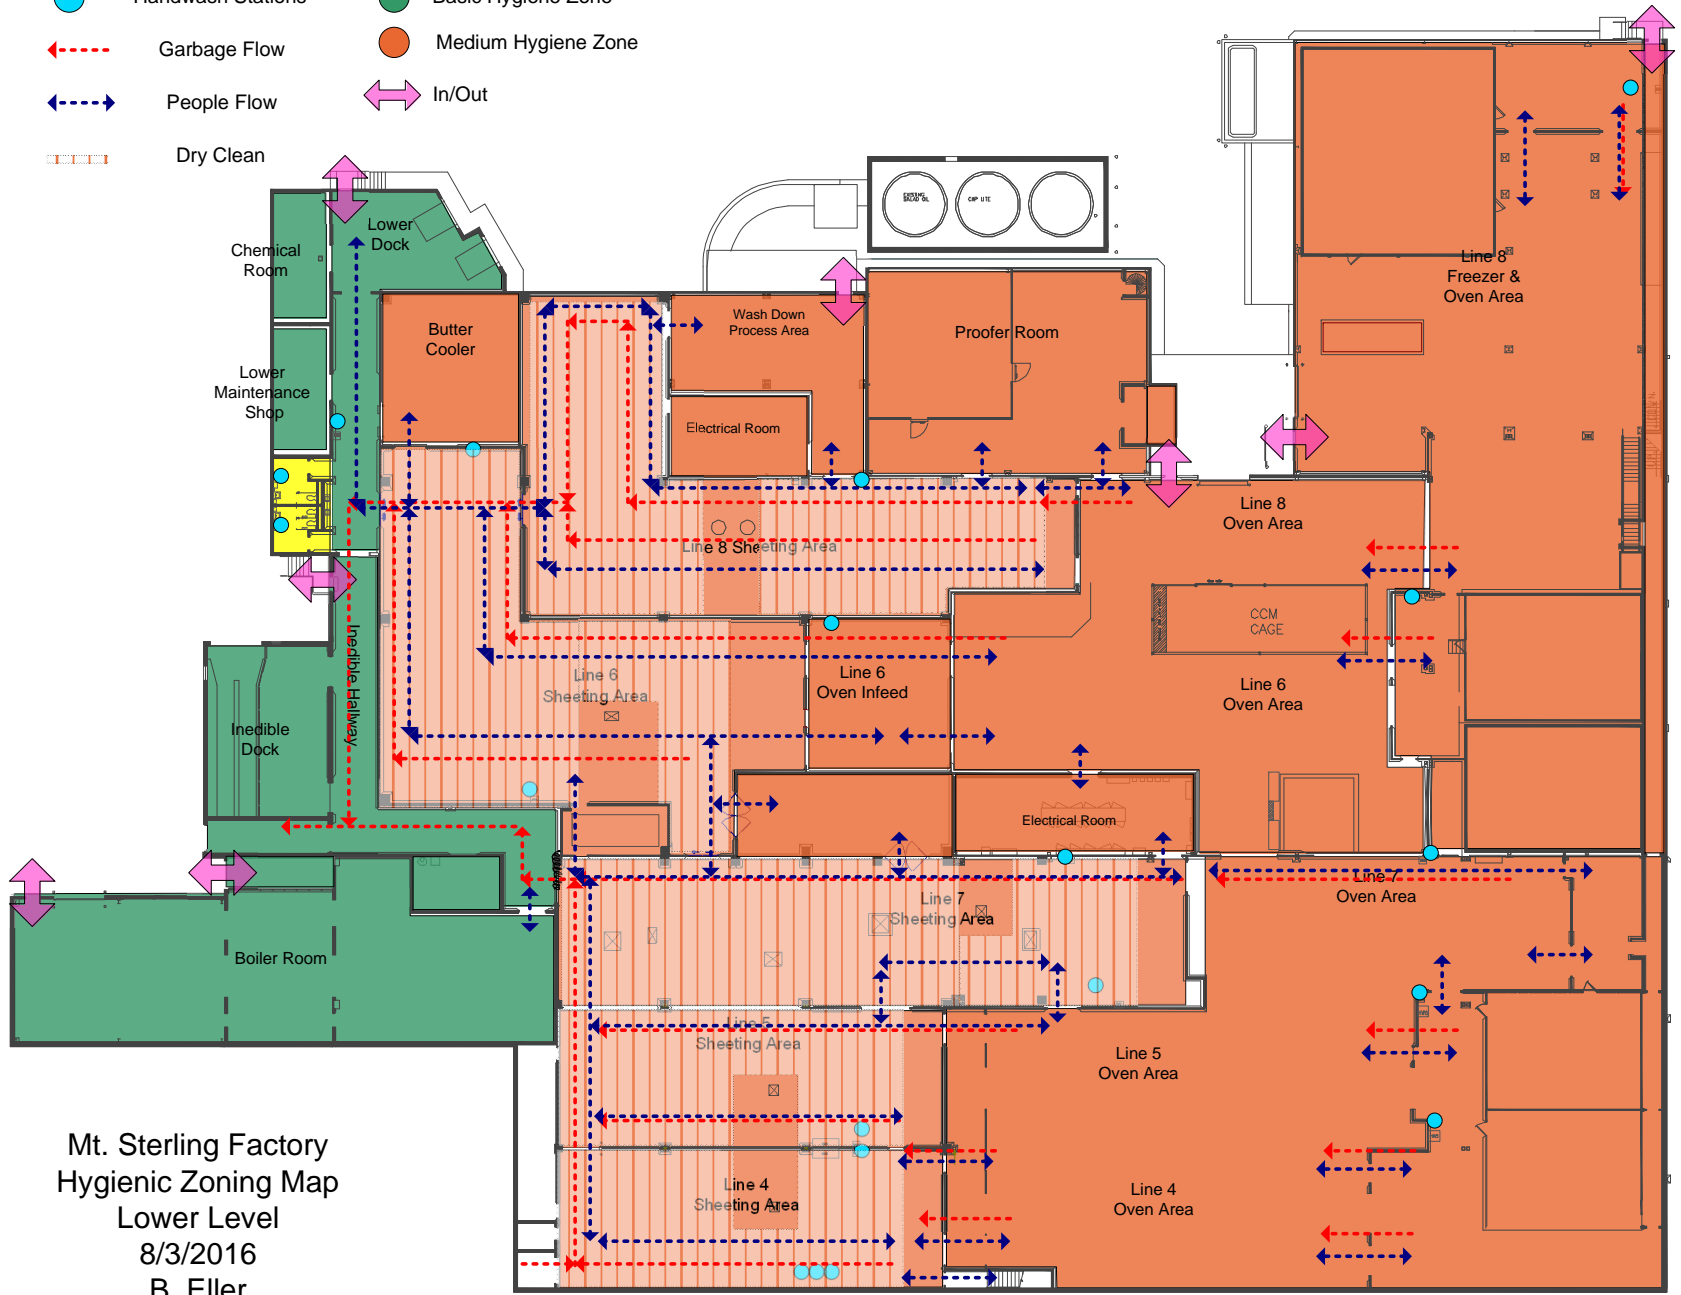 Handwash Stations
Basic Hygiene Zone
Garbage Flow
Medium Hygiene Zone
People Flow
In/Out
Dry Clean
EXISTING
SALAD OIL
Chemical
Room
Lower
Dock
Line 8
Freezer &
Oven Area
Butter
Cooler
Wash Down
Process Area
Proofer Room
Lower
Maintenance
Shop
Electrical Room
Line 8
Oven Area
Line 8 Sheeting Area
CCM
CAGE
Inedible Hallway
Line 6
Sheeting Area
Line 6
Oven Infeed
Line 6
Oven Area
Inedible
Dock
Electrical Room
Line 7
Oven Area
Line 7
Sheeting Area
Boiler Room
Line 5
Sheeting Area
Line 5
Oven Area
Line 4
Sheeting Area
Line 4
Oven Area
Mt. Sterling Factory
Hygienic Zoning Map
Lower Level
8/3/2016
B. Eller